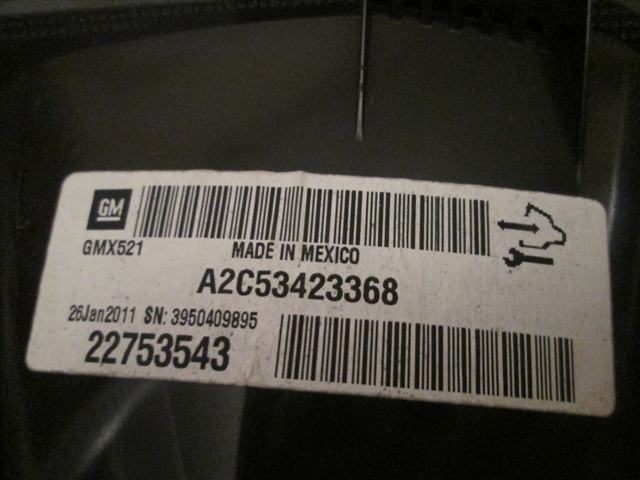 GM
GMX521
MADE IN MEXICO
A2C53423368
26Jan2011 SN: 3950409895
22753543